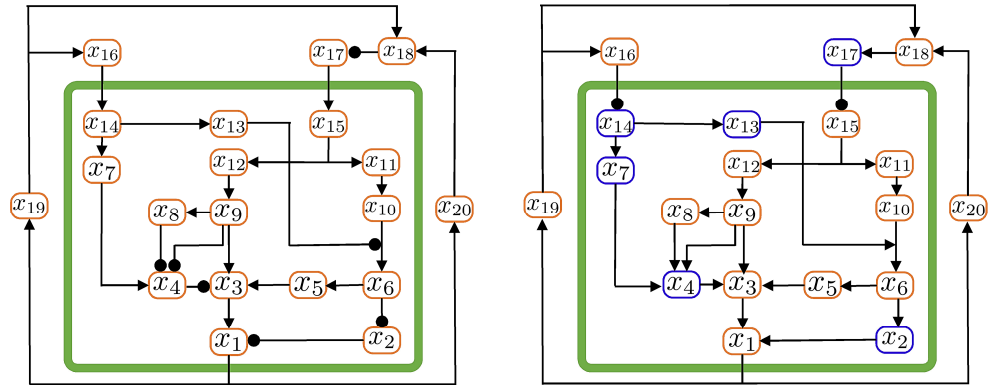 x₁₆ x₁₇ x₁₈
x₁₄ x₁₃ x₁₅
x₇ x₁₂ x₁₁
x₁₉ x₈ x₉ x₁₀ x₂₀
x₄ x₃ x₅ x₆
x₁ x₂
x₁₆ x₁₇ x₁₈
x₁₄ x₁₃ x₁₅
x₇ x₁₂ x₁₁
x₁₉ x₈ x₉ x₁₀ x₂₀
x₄ x₃ x₅ x₆
x₁ x₂